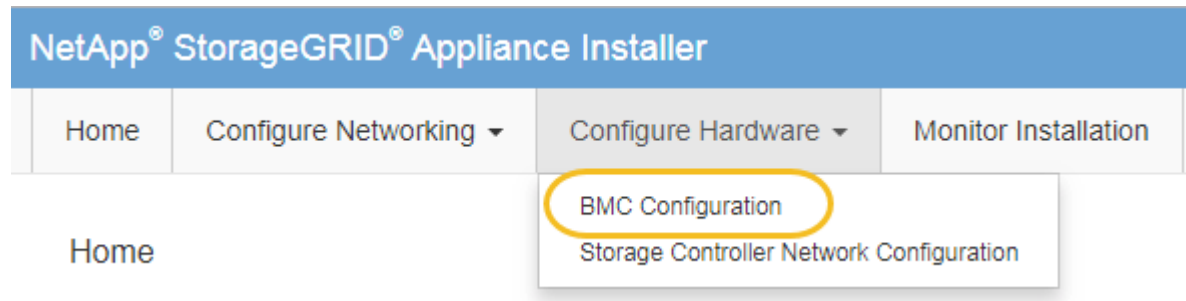 NetApp® StorageGRID® Appliance Installer
Home Configure Networking Configure Hardware Monitor Installation
BMC Configuration
Home
Storage Controller Network Configuration